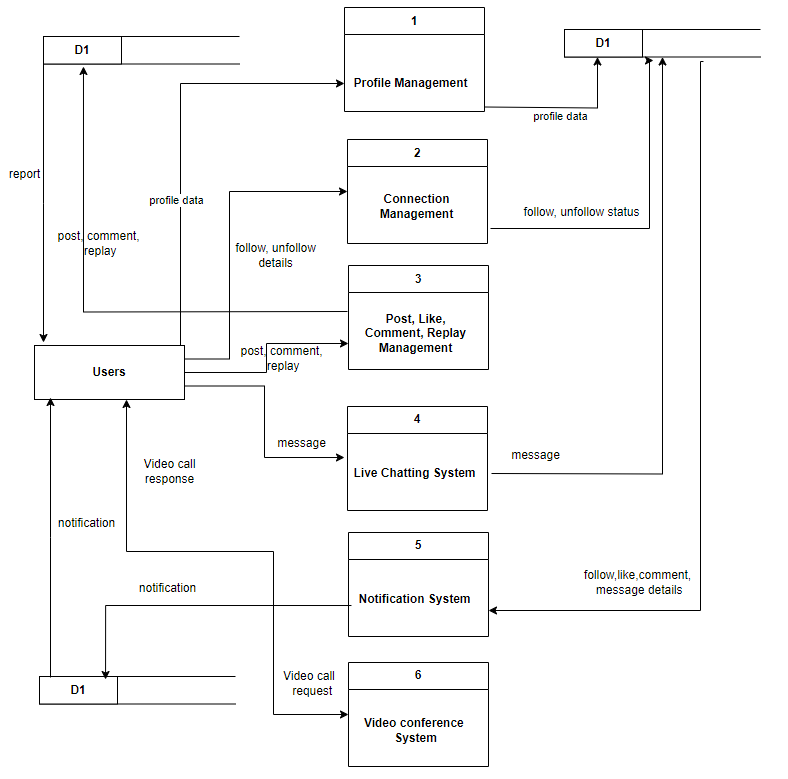 1
D1
D1
Profile Management
profile data
2
report
profile data
Connection
Management
follow, unfollow status
post, comment,
replay
follow, unfollow
details
3
Post, Like,
Comment, Replay
Management
post, comment,
replay
Users
4
message
message
Video call
response
Live Chatting System
notification
5
follow,like,comment,
message details
notification
Notification System
Video call
request
6
D1
Video conference
System